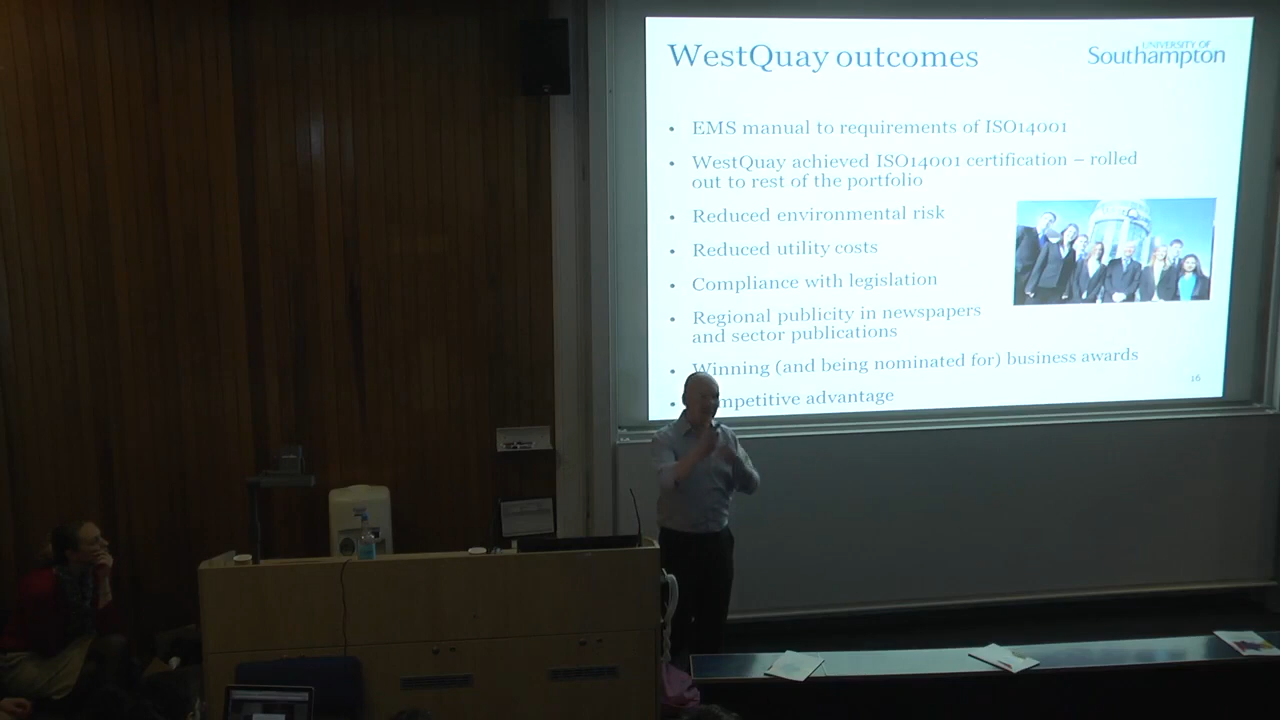 WestQuay outcomes
UNIVERSITY OF
Southampton
• EMS manual to requirements of ISO14001
• WestQuay achieved ISO14001 certification – rolled
out to rest of the portfolio
• Reduced environmental risk
• Reduced utility costs
• Compliance with legislation
• Regional publicity in newspapers
and sector publications
• Winning (and being nominated for) business awards
• mpetitive advantage
16